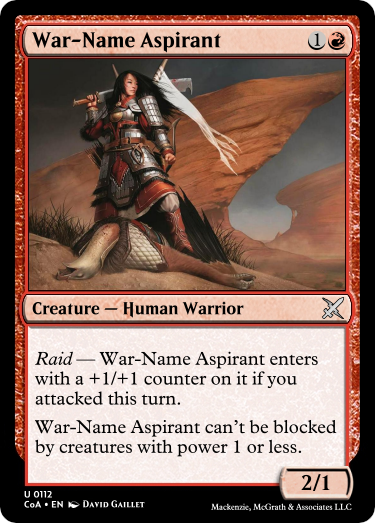 War-Name Aspirant 1
Creature — Human Warrior
Raid — War-Name Aspirant enters
with a +1/+1 counter on it if you
attacked this turn.
War-Name Aspirant can't be blocked
by creatures with power 1 or less.
2/1
U 0112
CoA • EN David Gaillet
Mackenzie, McGrath & Associates LLC